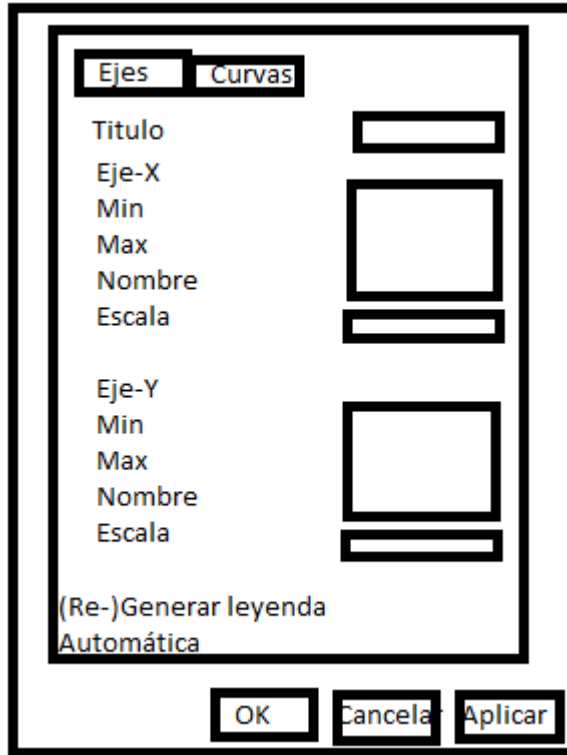 Ejes Curvas
Titulo
Eje-X
Min
Max
Nombre
Escala
Eje-Y
Min
Max
Nombre
Escala
(Re-)Generar leyenda
Automática
OK Cancelar Aplicar